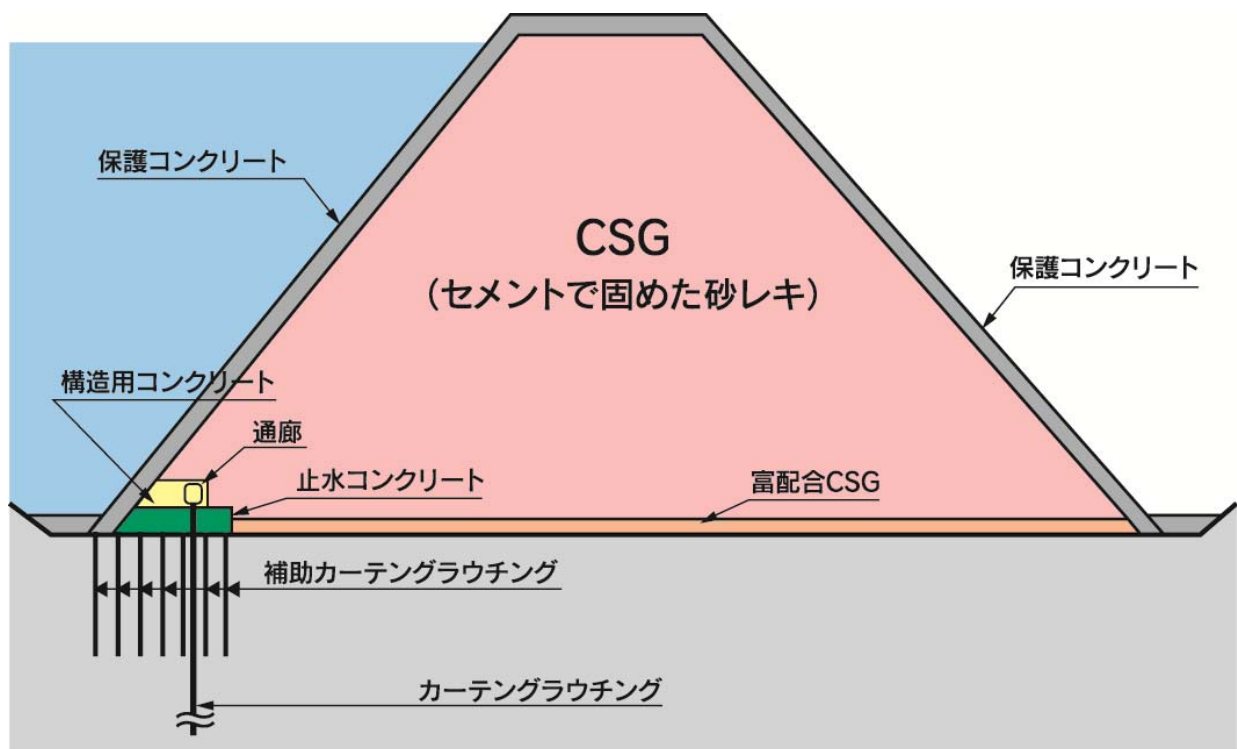 保護コンクリート
CSG
(セメントで固めた砂レキ)
保護コンクリート
構造用コンクリート
通廊
止水コンクリート
富配合CSG
補助カーテングラウチング
カーテングラウチング